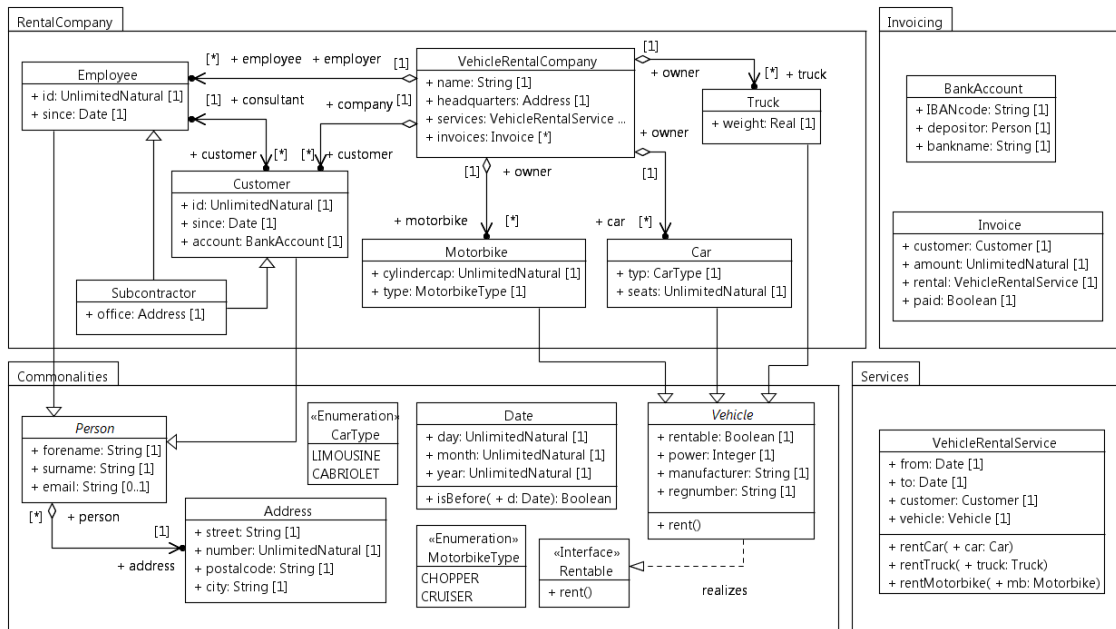 RentalCompany
Employee
+ id: UnlimitedNatural [1]
+ since: Date [1]
[*] + employee + employer [1]
[1] + consultant
+ company [1]
+ customer [*]
[*] + customer
VehicleRentalCompany
+ name: String [1]
+ headquarters: Address [1]
+ services: VehicleRentalService ...
+ invoices: Invoice [*]
[1]
+ owner
[*] + truck
Truck
+ weight: Real [1]
+ owner
[1]
[1] + owner
Customer
+ id: UnlimitedNatural [1]
+ since: Date [1]
+ account: BankAccount [1]
+ motorbike [*]
+ car [*]
Motorbike
+ cylindercap: UnlimitedNatural [1]
+ type: MotorbikeType [1]
Car
+ typ: CarType [1]
+ seats: UnlimitedNatural [1]
Subcontractor
+ office: Address [1]
Invoicing
BankAccount
+ IBANcode: String [1]
+ depositor: Person [1]
+ bankname: String [1]
Invoice
+ customer: Customer [1]
+ amount: UnlimitedNatural [1]
+ rental: VehicleRentalService [1]
+ paid: Boolean [1]
Commonalities
Person
+ forename: String [1]
+ surname: String [1]
+ email: String [0..1]
[*] + person
[1]
+ address
Address
+ street: String [1]
+ number: UnlimitedNatural [1]
+ postalcode: String [1]
+ city: String [1]
«Enumeration»
CarType
LIMOUSINE
CABRIOLET
Date
+ day: UnlimitedNatural [1]
+ month: UnlimitedNatural [1]
+ year: UnlimitedNatural [1]
+ isBefore( + d: Date): Boolean
«Enumeration»
MotorbikeType
CHOPPER
CRUISER
«Interface»
Rentable
+ rent()
realizes
Vehicle
+ rentable: Boolean [1]
+ power: Integer [1]
+ manufacturer: String [1]
+ regnumber: String [1]
+ rent()
Services
VehicleRentalService
+ from: Date [1]
+ to: Date [1]
+ customer: Customer [1]
+ vehicle: Vehicle [1]
+ rentCar( + car: Car)
+ rentTruck( + truck: Truck)
+ rentMotorbike( + mb: Motorbike)